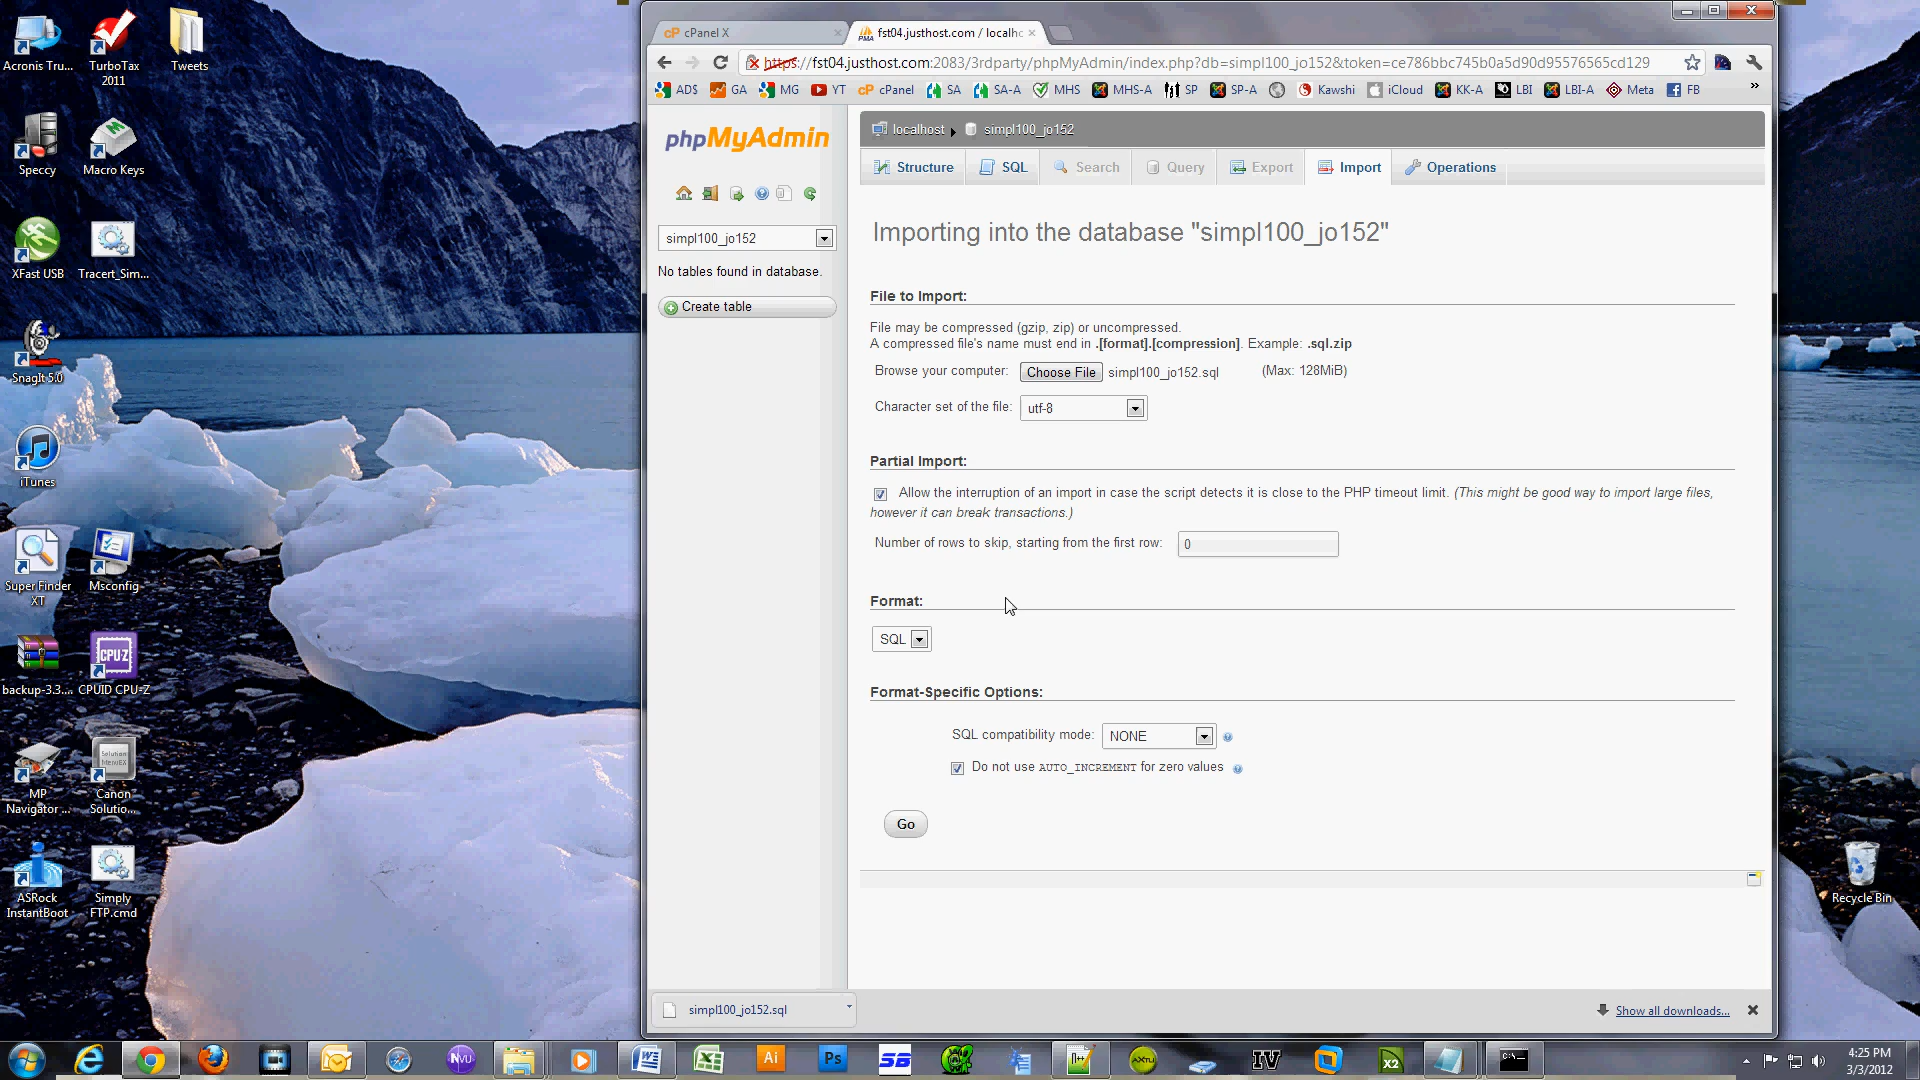 Acronis Tru...
TurboTax 2011
Tweets
Speccy
Macro Keys
XFast USB
Tracert_Sim...
SnagIt 5.0
iTunes
Super Finder XT
Msconfig
backup-3.3....
CPUID CPU-Z
MP Navigator ...
Canon Solutio...
ASRock InstantBoot
Simply FTP.cmd
Recycle Bin
cPanel X
fst04.justhost.com / localhc
https://fst04.justhost.com:2083/3rdparty/phpMyAdmin/index.php?db=simpl100_jo152&token=ce786bbc745b0a5d90d95576565cd129
AD$ GA MG YT cPanel SA SA-A MHS MHS-A SP SP-A Kawshi iCloud KK-A LBI LBI-A Meta FB »
phpMyAdmin
simpl100_jo152
No tables found in database.
Create table
localhost simpl100_jo152
Structure SQL Search Query Export Import Operations
Importing into the database "simpl100_jo152"
File to Import:
File may be compressed (gzip, zip) or uncompressed.
A compressed file's name must end in .[format].[compression]. Example: .sql.zip
Browse your computer: Choose File simpl100_jo152.sql (Max: 128MiB)
Character set of the file: utf-8
Partial Import:
Allow the interruption of an import in case the script detects it is close to the PHP timeout limit. (This might be good way to import large files,
however it can break transactions.)
Number of rows to skip, starting from the first row: 0
Format:
SQL
Format-Specific Options:
SQL compatibility mode: NONE
Do not use AUTO_INCREMENT for zero values
Go
simpl100_jo152.sql
Show all downloads...
4:25 PM
3/3/2012